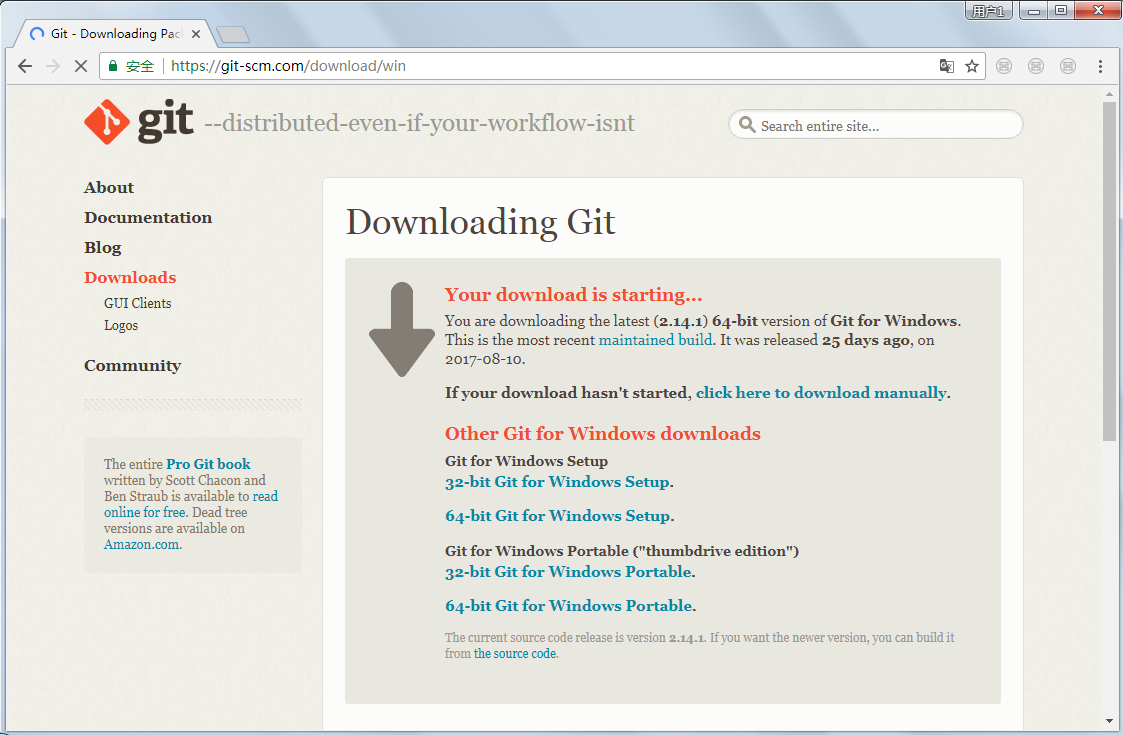 用户1
Git - Downloading Pac
安全
https://git-scm.com/download/win
git --distributed-even-if-your-workflow-isnt
Search entire site...
About
Documentation
Blog
Downloads
GUI Clients
Logos
Community
The entire Pro Git book
written by Scott Chacon and
Ben Straub is available to read
online for free. Dead tree
versions are available on
Amazon.com.
Downloading Git
Your download is starting...
You are downloading the latest (2.14.1) 64-bit version of Git for Windows.
This is the most recent maintained build. It was released 25 days ago, on
2017-08-10.
If your download hasn't started, click here to download manually.
Other Git for Windows downloads
Git for Windows Setup
32-bit Git for Windows Setup.
64-bit Git for Windows Setup.
Git for Windows Portable ("thumbdrive edition")
32-bit Git for Windows Portable.
64-bit Git for Windows Portable.
The current source code release is version 2.14.1. If you want the newer version, you can build it
from the source code.